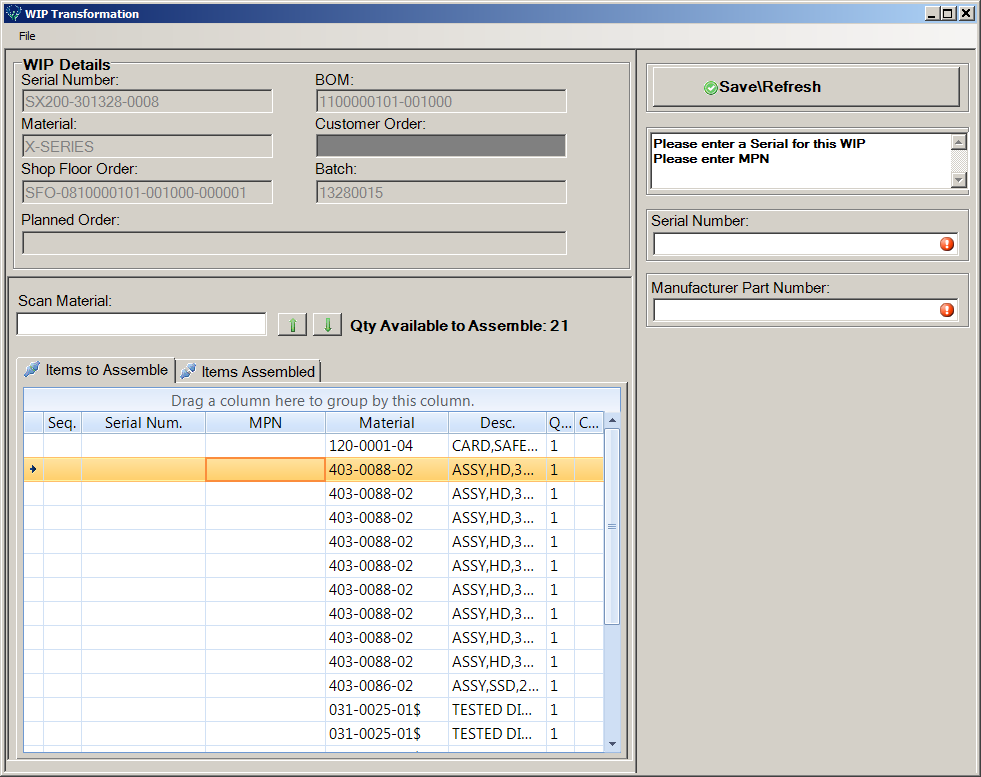 WIP Transformation
File
WIP Details
Serial Number:
SX200-301328-0008
BOM:
1100000101-001000
Material:
X-SERIES
Customer Order:
Shop Floor Order:
SFO-0810000101-001000-000001
Batch:
13280015
Planned Order:
Scan Material:
Qty Available to Assemble: 21
Items to Assemble
Items Assembled
Drag a column here to group by this column.
Seq. Serial Num. MPN Material Desc. Q... C...
120-0001-04 CARD,SAFE... 1
403-0088-02 ASSY,HD,3... 1
403-0088-02 ASSY,HD,3... 1
403-0088-02 ASSY,HD,3... 1
403-0088-02 ASSY,HD,3... 1
403-0088-02 ASSY,HD,3... 1
403-0088-02 ASSY,HD,3... 1
403-0088-02 ASSY,HD,3... 1
403-0088-02 ASSY,HD,3... 1
403-0088-02 ASSY,HD,3... 1
403-0086-02 ASSY,SSD,2... 1
031-0025-01$ TESTED DI... 1
031-0025-01$ TESTED DI... 1
Save\Refresh
Please enter a Serial for this WIP
Please enter MPN
Serial Number:
Manufacturer Part Number: